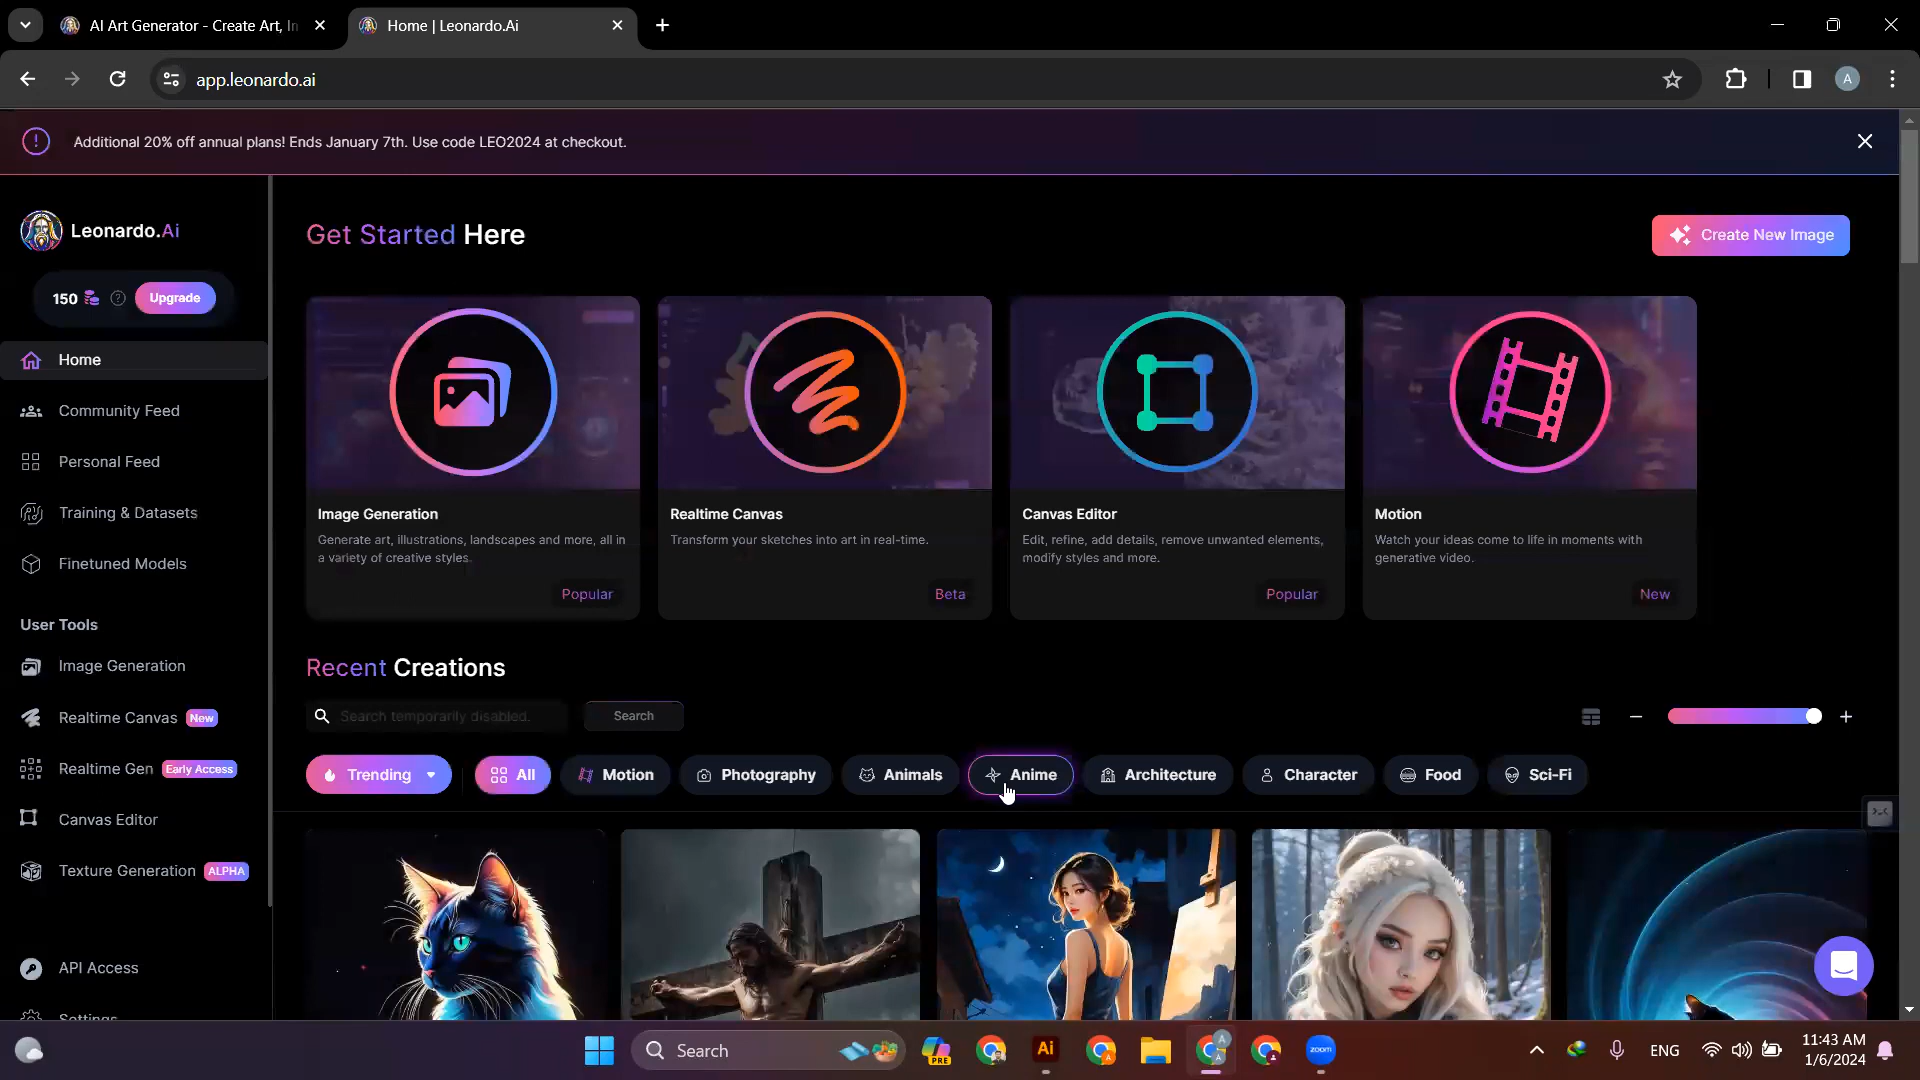 AI Art Generator - Create Art, In
Home | Leonardo.Ai
app.leonardo.ai
A
Additional 20% off annual plans! Ends January 7th. Use code LEO2024 at checkout.
Leonardo.Ai
150
Upgrade
Home
Community Feed
Personal Feed
Training & Datasets
Finetuned Models
User Tools
Image Generation
Realtime Canvas New
Realtime Gen Early Access
Canvas Editor
Texture Generation ALPHA
API Access
Settings
Get Started Here
Create New Image
Image Generation
Generate art, illustrations, landscapes and more, all in
a variety of creative styles.
Popular
Realtime Canvas
Transform your sketches into art in real-time.
Beta
Canvas Editor
Edit, refine, add details, remove unwanted elements,
modify styles and more.
Popular
Motion
Watch your ideas come to life in moments with
generative video.
New
Recent Creations
Search temporarily disabled.
Search
Trending
All
Motion
Photography
Animals
Anime
Architecture
Character
Food
Sci-Fi
Search
PRE
Ai
zoom
ENG
11:43 AM
1/6/2024